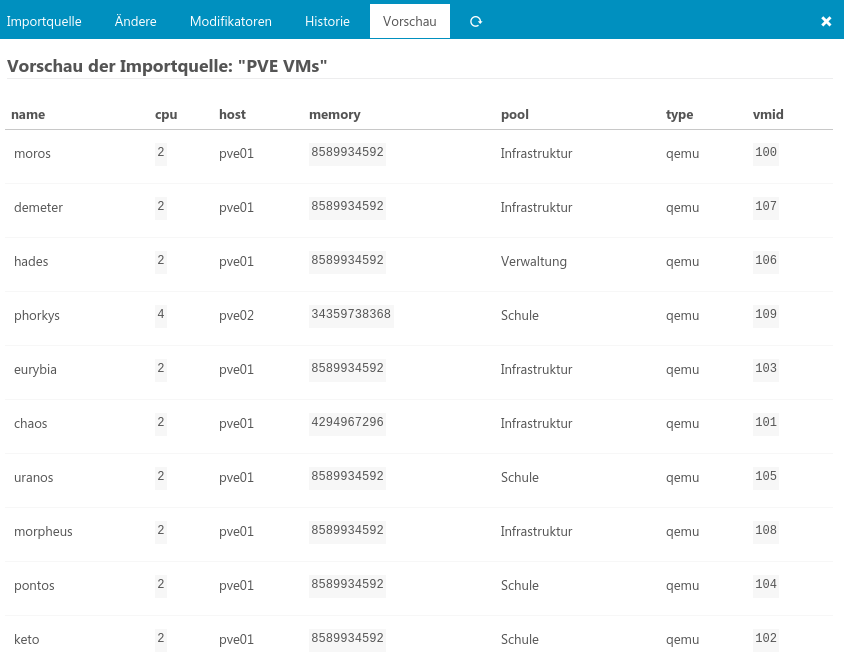 Importquelle Ändere Modifikatoren Historie Vorschau
Vorschau der Importquelle: "PVE VMs"
name cpu host memory pool type vmid
moros 2 pve01 8589934592 Infrastruktur qemu 100
demeter 2 pve01 8589934592 Infrastruktur qemu 107
hades 2 pve01 8589934592 Verwaltung qemu 106
phorkys 4 pve02 34359738368 Schule qemu 109
eurybia 2 pve01 8589934592 Infrastruktur qemu 103
chaos 2 pve01 4294967296 Infrastruktur qemu 101
uranos 2 pve01 8589934592 Schule qemu 105
morpheus 2 pve01 8589934592 Infrastruktur qemu 108
pontos 2 pve01 8589934592 Schule qemu 104
keto 2 pve01 8589934592 Schule qemu 102